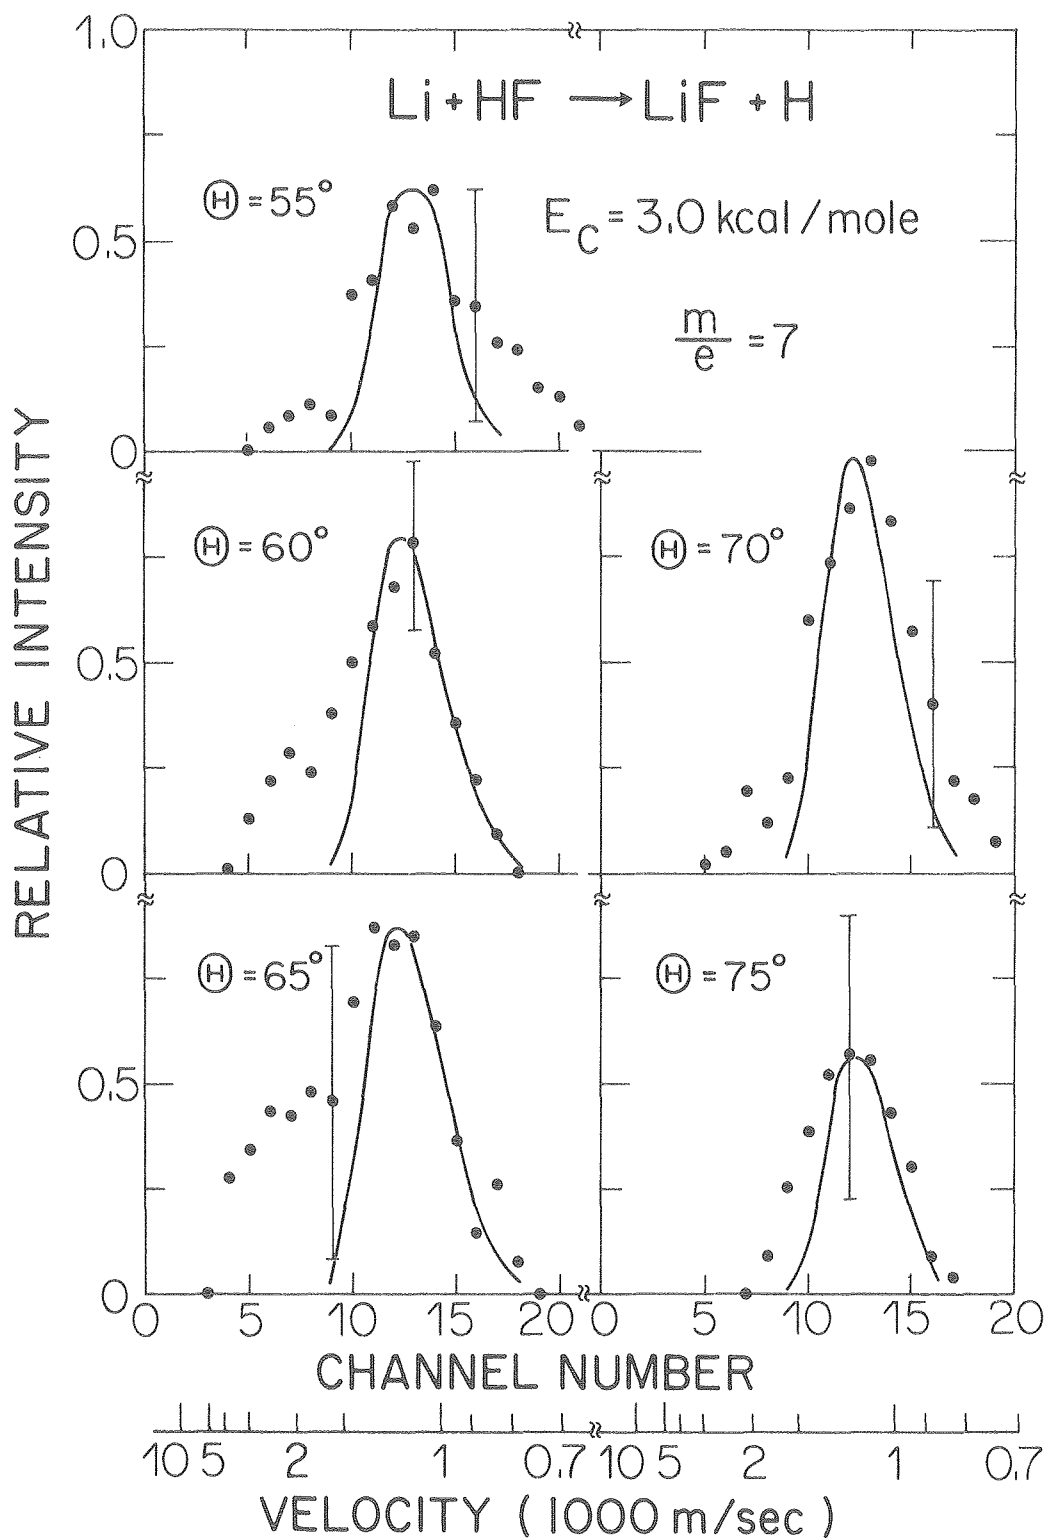 1.0
Li + HF → LiF + H
Ⓗ = 55°
E_C = 3.0 kcal/mole
0.5
m/e = 7
0
Ⓗ = 60°
Ⓗ = 70°
0.5
0
Ⓗ = 65°
Ⓗ = 75°
0.5
0
0 5 10 15 20 0 5 10 15 20
CHANNEL NUMBER
10 5 2 1 0.7 10 5 2 1 0.7
VELOCITY (1000 m/sec)
RELATIVE INTENSITY